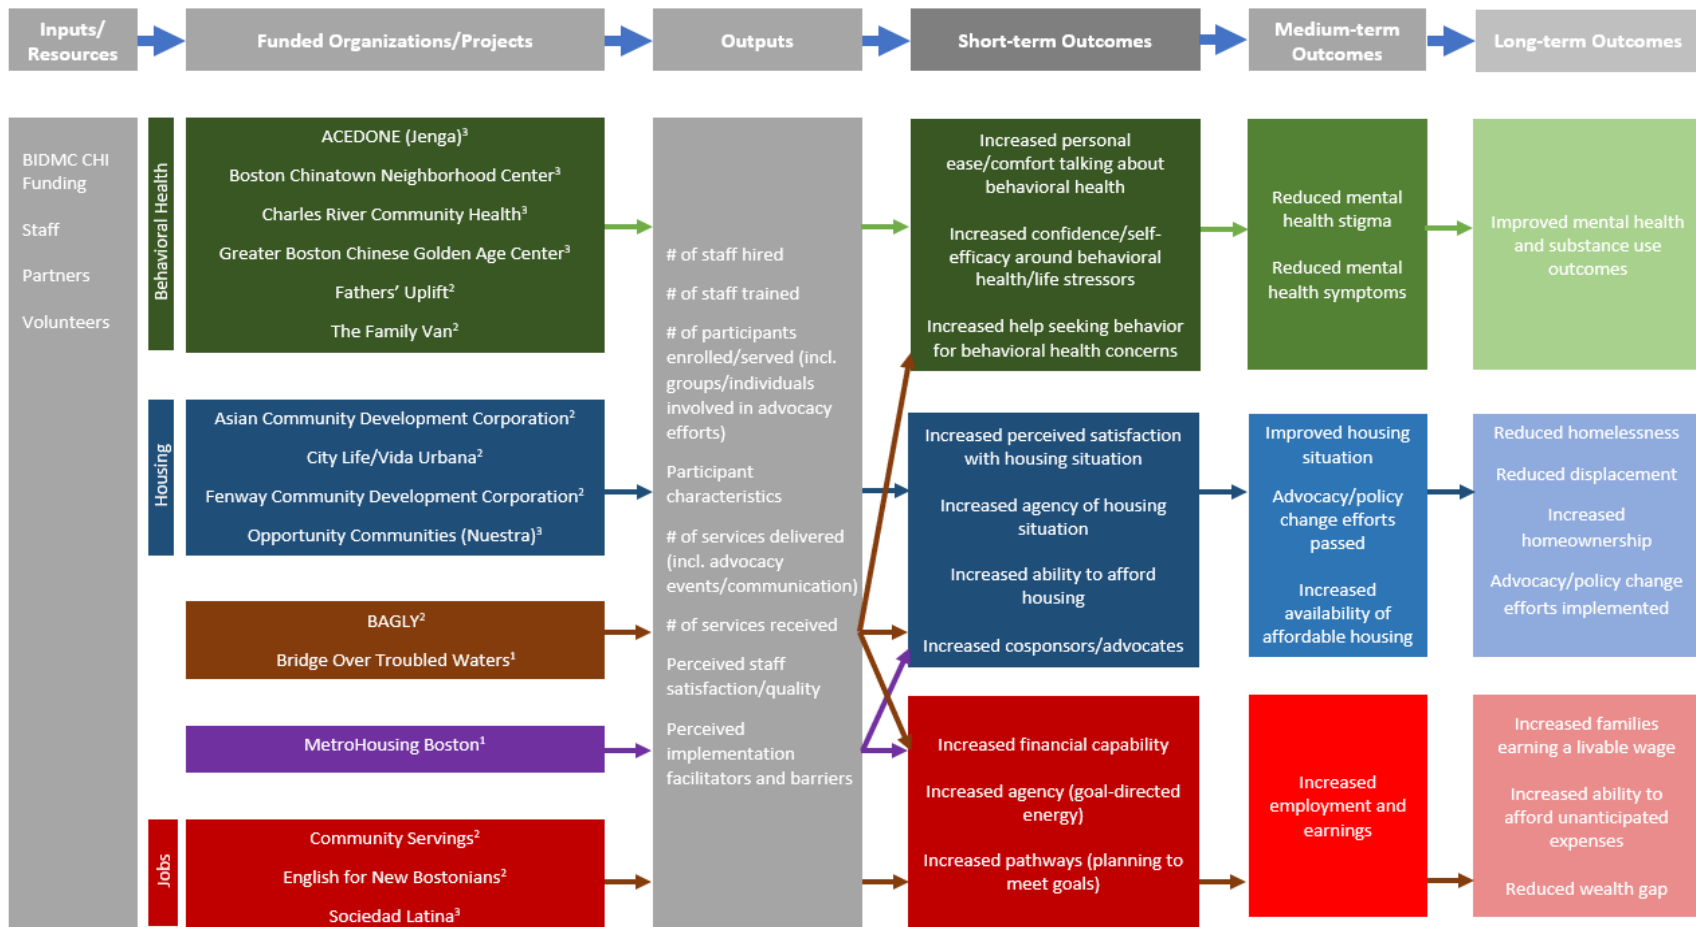 Inputs/
Resources
Funded Organizations/Projects
Outputs
Short-term Outcomes
Medium-term
Outcomes
Long-term Outcomes
BIDMC CHI
Funding
Staff
Partners
Volunteers
Behavioral Health
ACEDONE (Jenga)³
Boston Chinatown Neighborhood Center³
Charles River Community Health³
Greater Boston Chinese Golden Age Center³
Fathers’ Uplift²
The Family Van²
Housing
Asian Community Development Corporation²
City Life/Vida Urbana²
Fenway Community Development Corporation²
Opportunity Communities (Nuestra)³
BAGLY²
Bridge Over Troubled Waters¹
MetroHousing Boston¹
Jobs
Community Servings²
English for New Bostonians²
Sociedad Latina³
# of staff hired
# of staff trained
# of participants
enrolled/served (incl.
groups/individuals
involved in advocacy
efforts)
Participant
characteristics
# of services delivered
(incl. advocacy
events/communication)
# of services received
Perceived staff
satisfaction/quality
Perceived
implementation
facilitators and barriers
Increased personal
ease/comfort talking about
behavioral health
Increased confidence/self-
efficacy around behavioral
health/life stressors
Increased help seeking behavior
for behavioral health concerns
Reduced mental
health stigma
Reduced mental
health symptoms
Improved mental health
and substance use
outcomes
Increased perceived satisfaction
with housing situation
Increased agency of housing
situation
Increased ability to afford
housing
Increased cosponsors/advocates
Improved housing
situation
Advocacy/policy
change efforts
passed
Increased
availability of
affordable housing
Reduced homelessness
Reduced displacement
Increased
homeownership
Advocacy/policy change
efforts implemented
Increased financial capability
Increased agency (goal-directed
energy)
Increased pathways (planning to
meet goals)
Increased
employment and
earnings
Increased families
earning a livable wage
Increased ability to
afford unanticipated
expenses
Reduced wealth gap